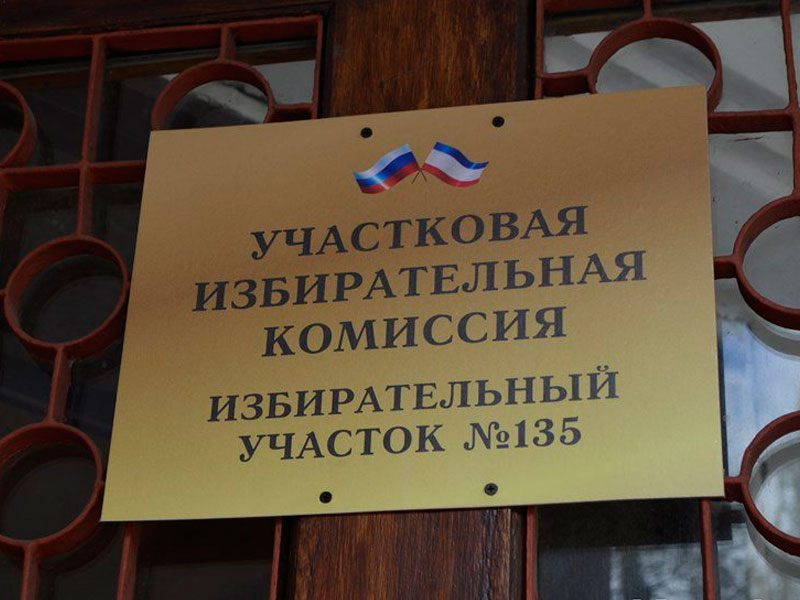 УЧАСТКОВАЯ
ИЗБИРАТЕЛЬНАЯ
КОМИССИЯ
ИЗБИРАТЕЛЬНЫЙ
УЧАСТОК №135